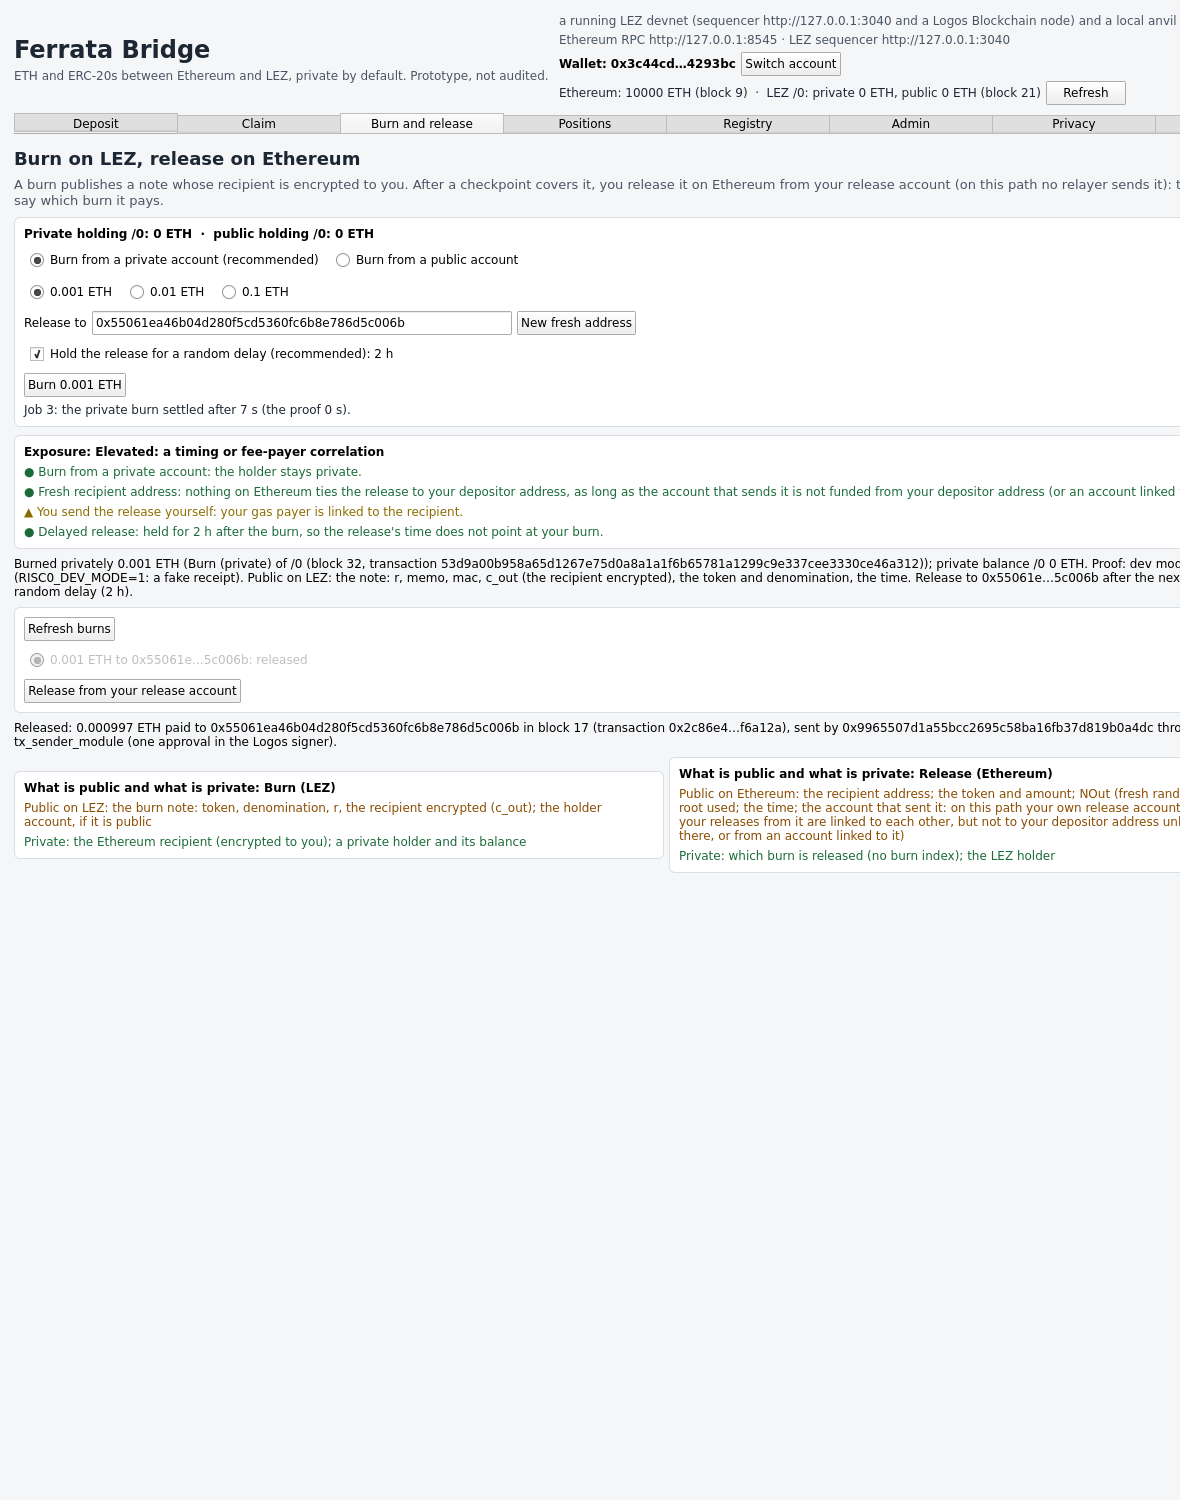 a running LEZ devnet (sequencer http://127.0.0.1:3040 and a Logos Blockchain node) and a local anvil
Ferrata Bridge
ETH and ERC-20s between Ethereum and LEZ, private by default. Prototype, not audited.
Ethereum RPC http://127.0.0.1:8545 · LEZ sequencer http://127.0.0.1:3040
Wallet: 0x3c44cd…4293bc Switch account
Ethereum: 10000 ETH (block 9) · LEZ /0: private 0 ETH, public 0 ETH (block 21) Refresh
Deposit Claim Burn and release Positions Registry Admin Privacy
Burn on LEZ, release on Ethereum
A burn publishes a note whose recipient is encrypted to you. After a checkpoint covers it, you release it on Ethereum from your release account (on this path no relayer sends it):
say which burn it pays.
Private holding /0: 0 ETH · public holding /0: 0 ETH
Burn from a private account (recommended) Burn from a public account
0.001 ETH 0.01 ETH 0.1 ETH
Release to 0x55061ea46b04d280f5cd5360fc6b8e786d5c006b New fresh address
Hold the release for a random delay (recommended): 2 h
Burn 0.001 ETH
Job 3: the private burn settled after 7 s (the proof 0 s).
Exposure: Elevated: a timing or fee-payer correlation
● Burn from a private account: the holder stays private.
● Fresh recipient address: nothing on Ethereum ties the release to your depositor address, as long as the account that sends it is not funded from your depositor address (or an account linked
▲ You send the release yourself: your gas payer is linked to the recipient.
● Delayed release: held for 2 h after the burn, so the release's time does not point at your burn.
Burned privately 0.001 ETH (Burn (private) of /0 (block 32, transaction 53d9a00b958a65d1267e75d0a8a1a1f6b65781a1299c9e337cee3330ce46a312)); private balance /0 0 ETH. Proof: dev
(RISC0_DEV_MODE=1: a fake receipt). Public on LEZ: the note: r, memo, mac, c_out (the recipient encrypted), the token and denomination, the time. Release to 0x55061e…5c006b after the
random delay (2 h).
Refresh burns
0.001 ETH to 0x55061e…5c006b: released
Release from your release account
Released: 0.000997 ETH paid to 0x55061ea46b04d280f5cd5360fc6b8e786d5c006b in block 17 (transaction 0x2c86e4…f6a12a), sent by 0x9965507d1a55bcc2695c58ba16fb37d819b0a4dc
tx_sender_module (one approval in the Logos signer).
What is public and what is private: Burn (LEZ)
Public on LEZ: the burn note: token, denomination, r, the recipient encrypted (c_out); the holder
account, if it is public
Private: the Ethereum recipient (encrypted to you); a private holder and its balance
What is public and what is private: Release (Ethereum)
Public on Ethereum: the recipient address; the token and amount; NOut (fresh
root used; the time; the account that sent it: on this path your own release account
your releases from it are linked to each other, but not to your depositor address
there, or from an account linked to it)
Private: which burn is released (no burn index); the LEZ holder